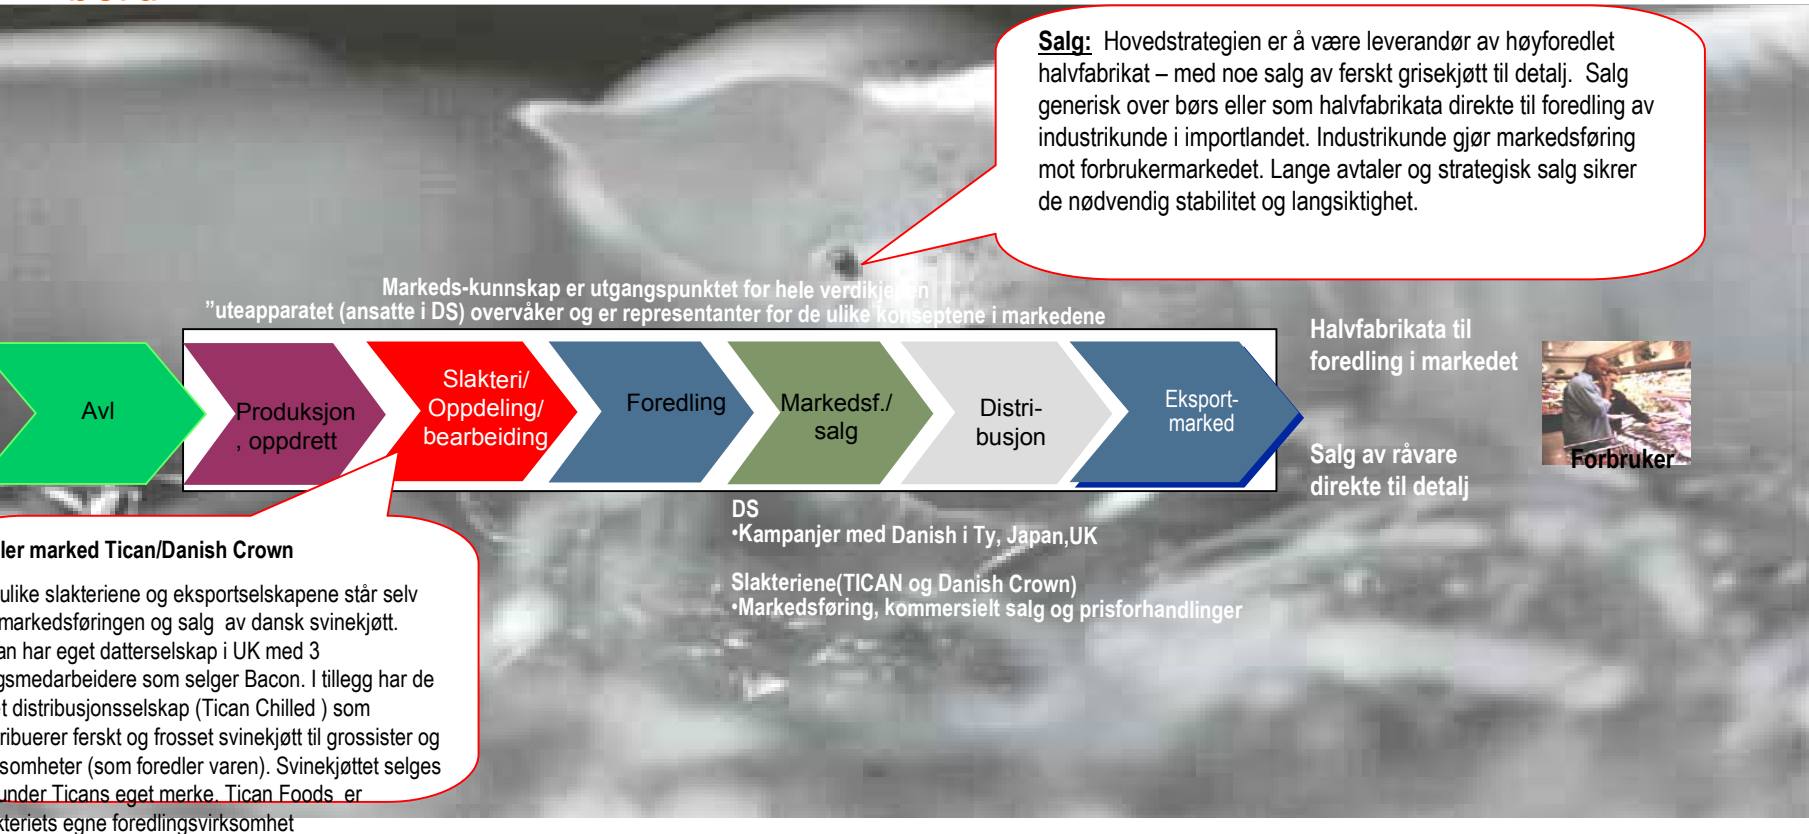 Salg: Hovedstrategien er å være leverandør av høyforedlet
halvfabrikat – med noe salg av ferskt grisekjøtt til detalj. Salg
generisk over børs eller som halvfabrikata direkte til foredling av
industrikunde i importlandet. Industrikunde gjør markedsføring
mot forbrukermarkedet. Lange avtaler og strategisk salg sikrer
de nødvendig stabilitet og langsiktighet.
Markeds-kunnskap er utgangspunktet for hele verdikjeden
”uteapparatet (ansatte i DS) overvåker og er representanter for de ulike konseptene i markedene
Avl
Produksjon
, oppdrett
Slakteri/
Oppdeling/
bearbeiding
Foredling
Markedsf./
salg
Distri-
busjon
Eksport-
marked
Halvfabrikata til
foredling i markedet
Salg av råvare
direkte til detalj
Forbruker
DS
•Kampanjer med Danish i Ty, Japan,UK
Slakteriene(TICAN og Danish Crown)
•Markedsføring, kommersielt salg og prisforhandlinger
ler marked Tican/Danish Crown
ulike slakteriene og eksportselskapene står selv
markedsføringen og salg av dansk svinekjøtt.
an har eget datterselskap i UK med 3
gsmedarbeidere som selger Bacon. I tillegg har de
t distribusjonsselskap (Tican Chilled ) som
ribuerer ferskt og frosset svinekjøtt til grossister og
somheter (som foredler varen). Svinekjøttet selges
under Ticans eget merke. Tican Foods er
kteriets egne foredlingsvirksomhet